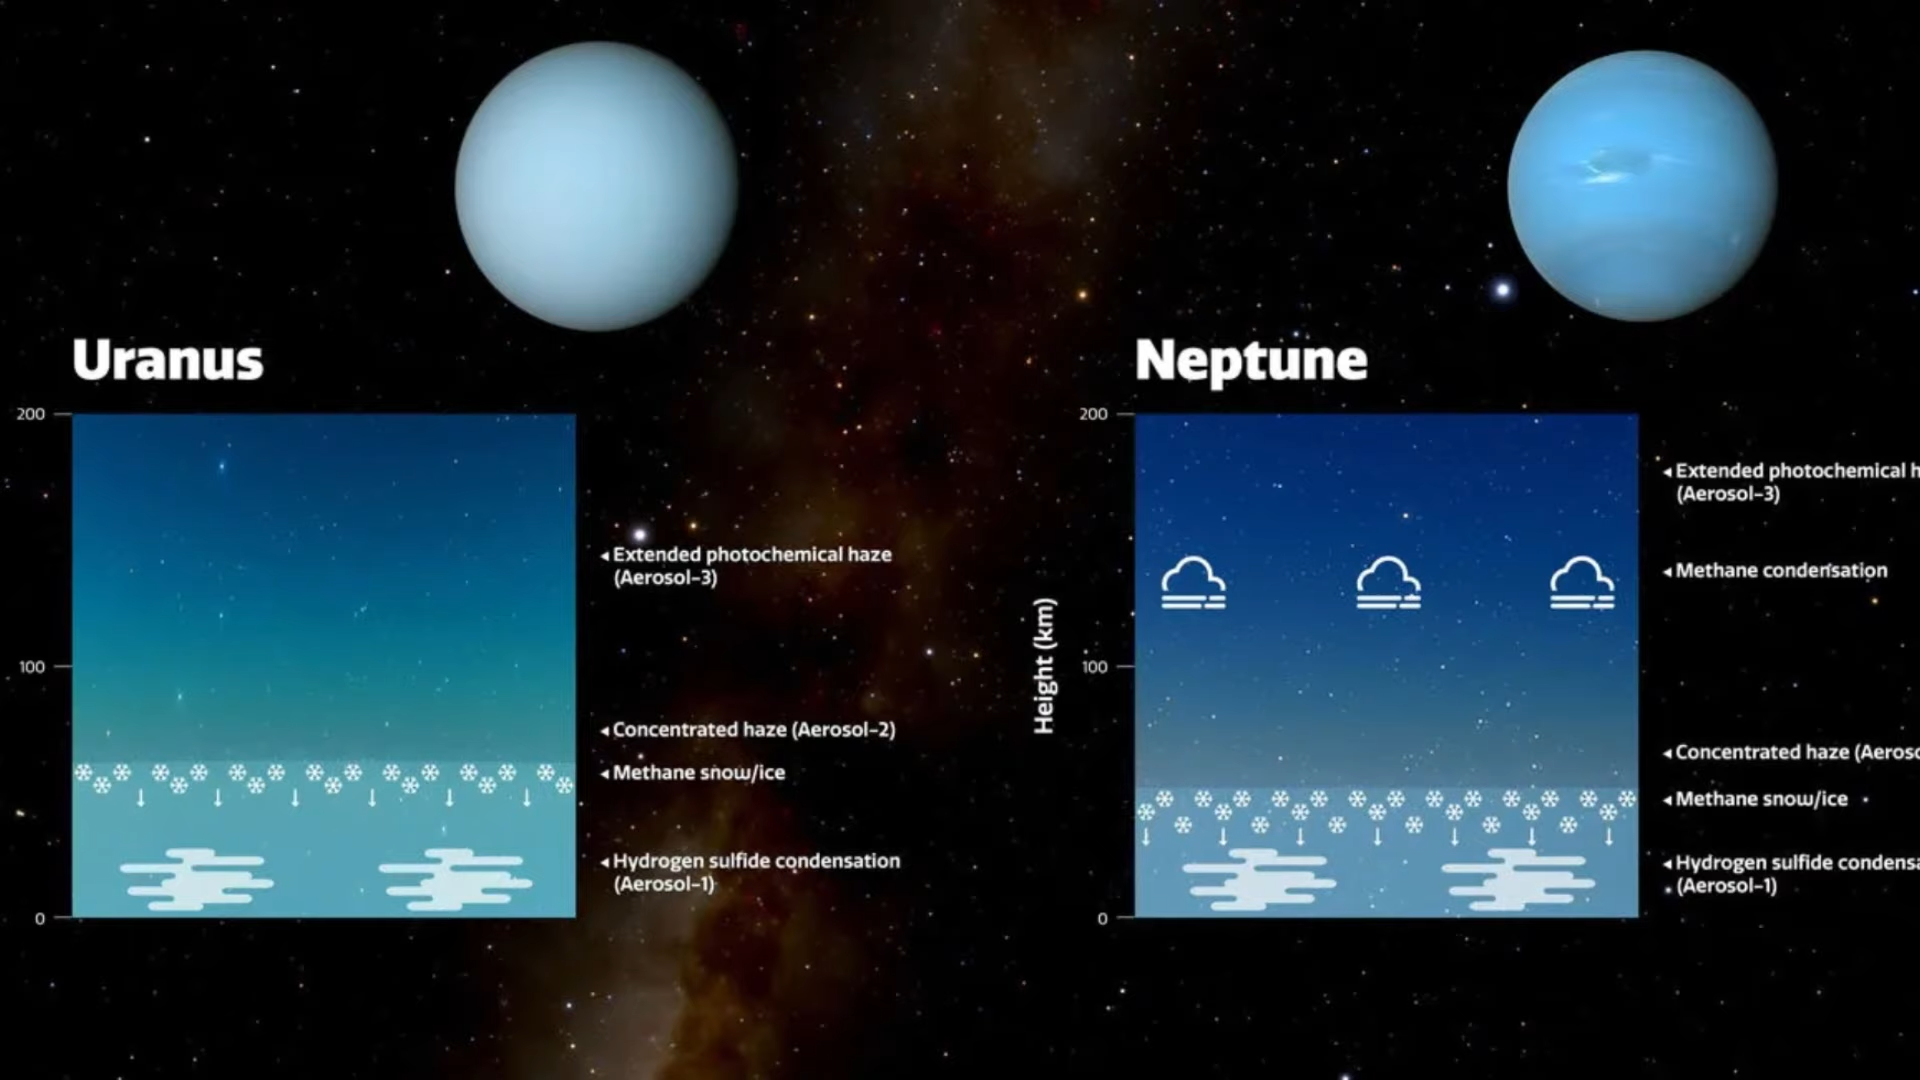 Uranus
200
100
0
◂ Extended photochemical haze
(Aerosol-3)
◂ Concentrated haze (Aerosol-2)
◂ Methane snow/ice
◂ Hydrogen sulfide condensation
(Aerosol-1)
Neptune
Height (km)
200
100
0
◂ Extended photochemical h
(Aerosol-3)
◂ Methane condensation
◂ Concentrated haze (Aeroso
◂ Methane snow/ice
◂ Hydrogen sulfide condensa
(Aerosol-1)